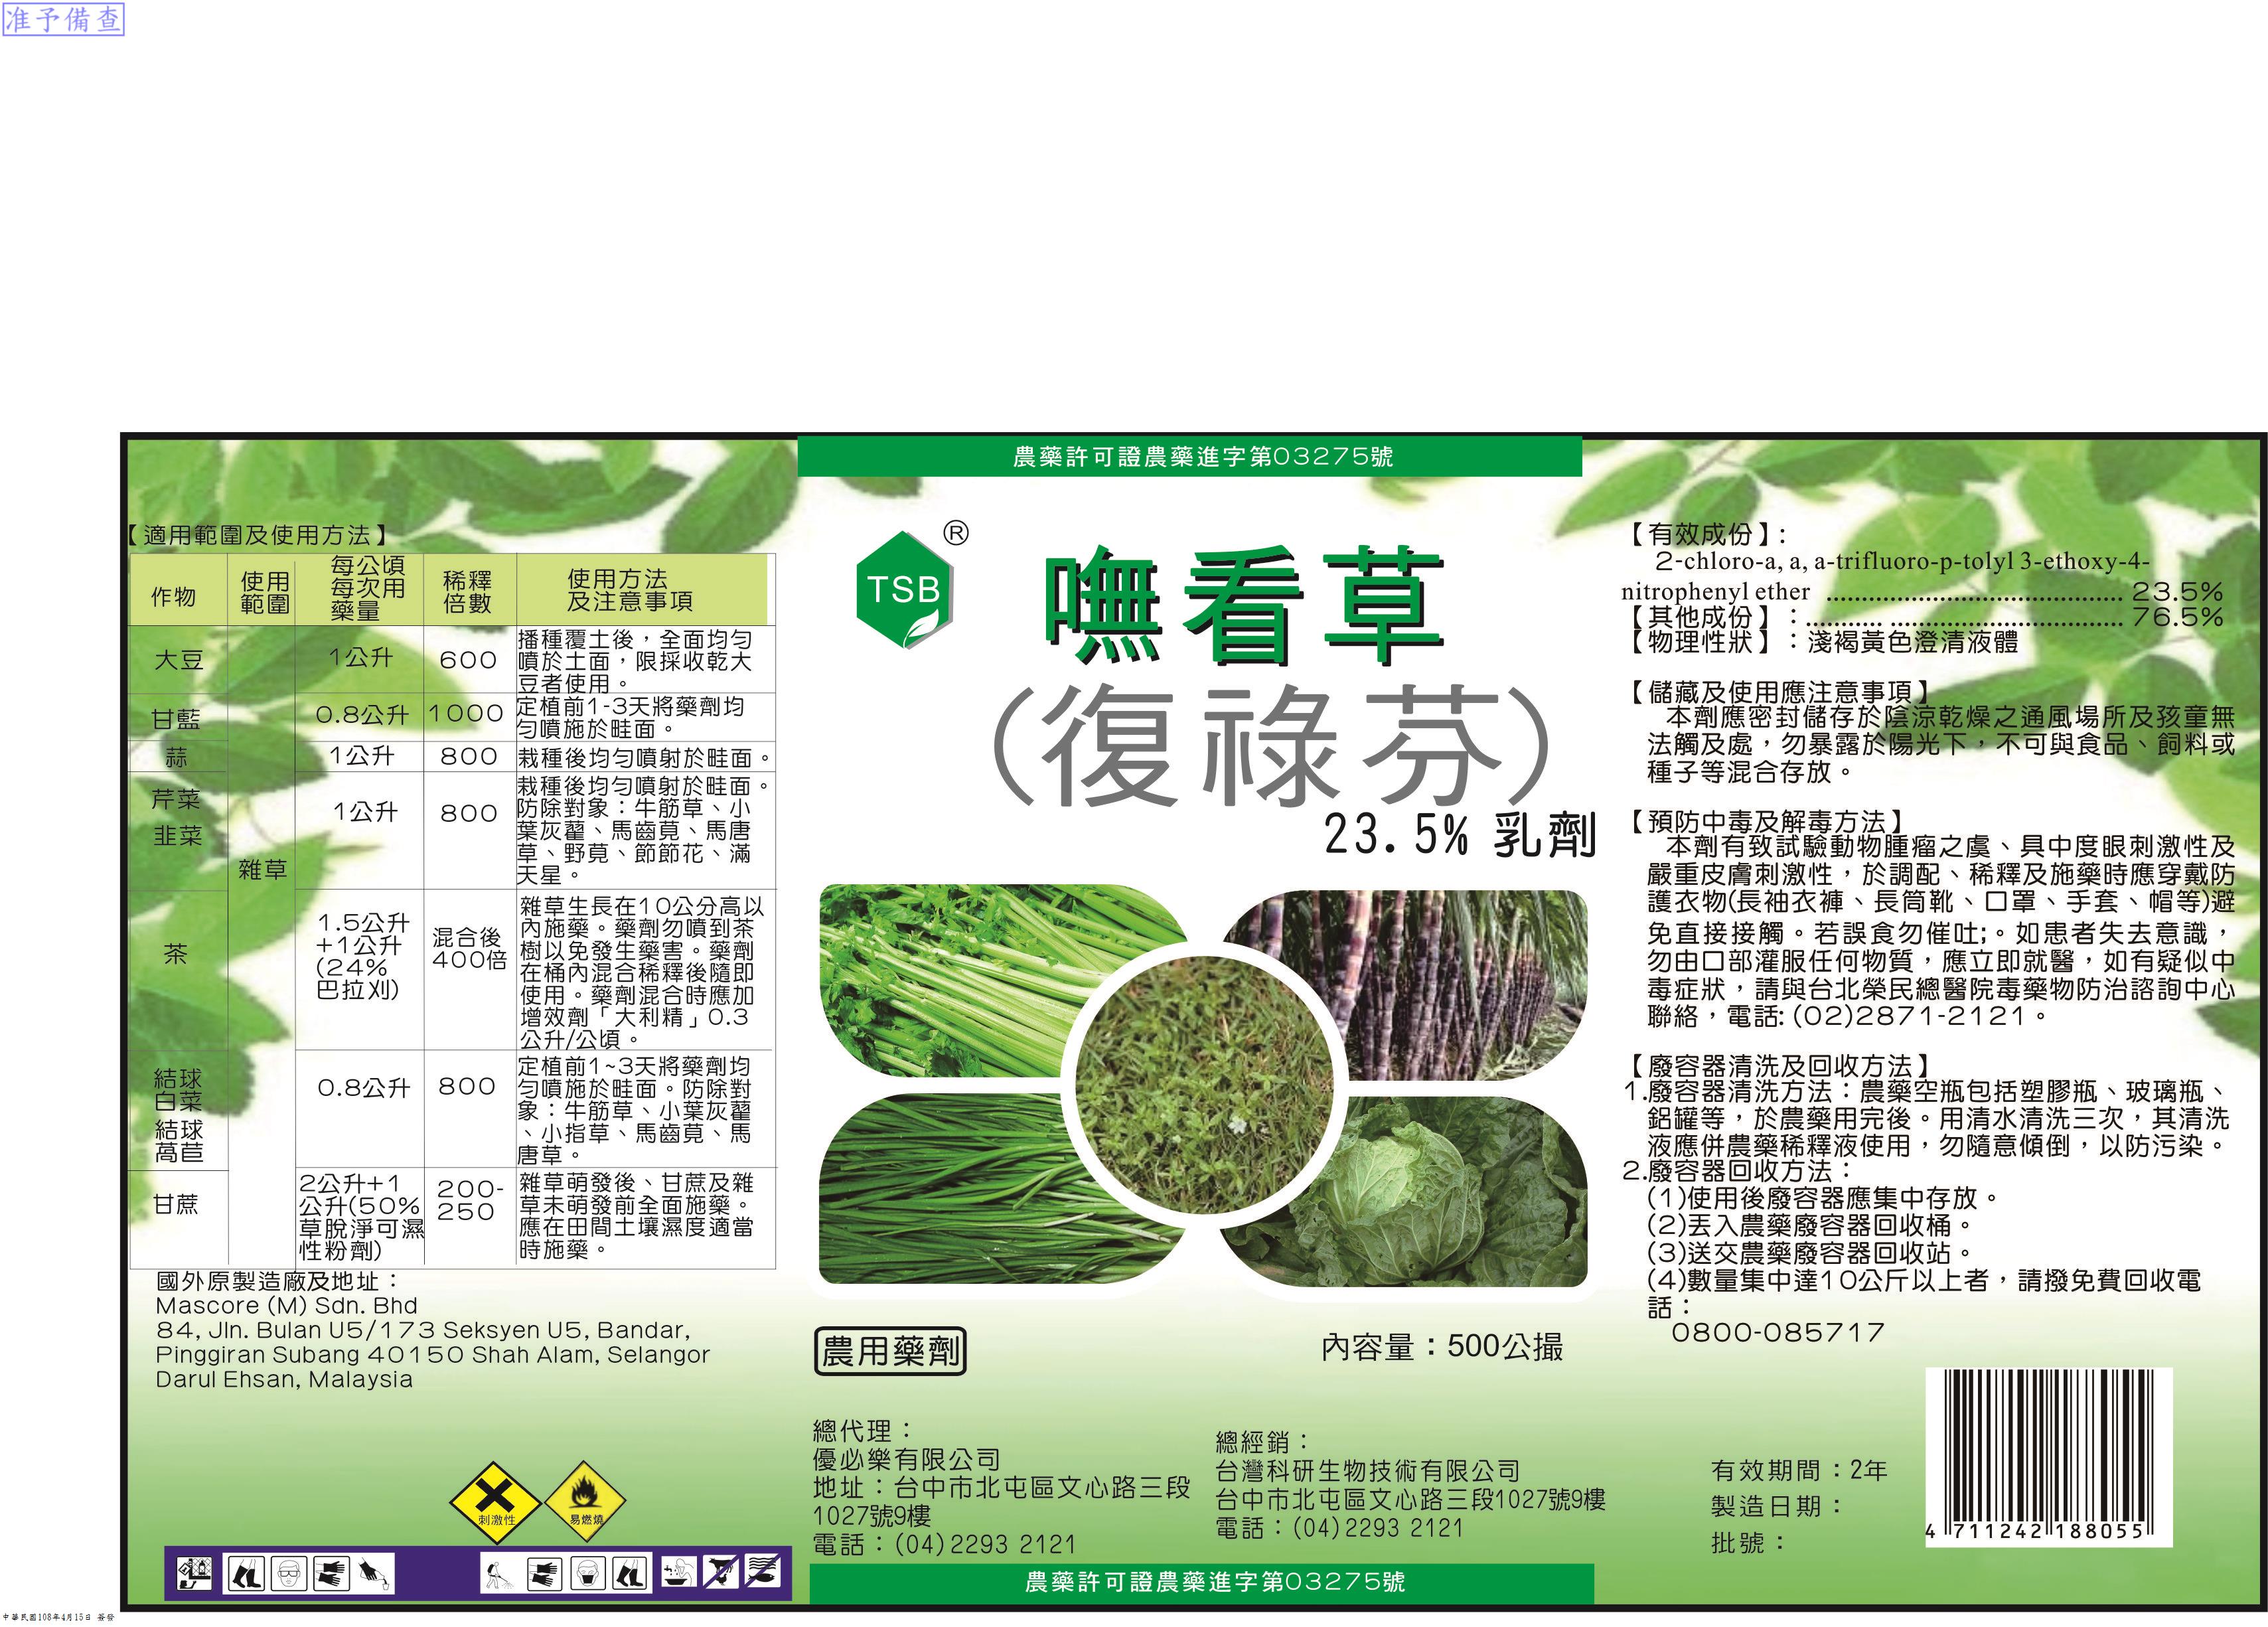 准予備查
農藥許可證農藥進字第03275號
【適用範圍及使用方法】
作物
使用
範圍
每公頃
每次用
藥量
稀釋
倍數
使用方法
及注意事項
大豆
1公升
600
播種覆土後，全面均勻
噴於土面，限採收乾大
豆者使用。
甘藍
0.8公升
1000
定植前1-3天將藥劑均
勻噴施於畦面。
蒜
1公升
800
栽種後均勻噴射於畦面。
芹菜
韭菜
1公升
800
栽種後均勻噴射於畦面。
防除對象：牛筋草、小
葉灰藋、馬齒莧、馬唐
草、野莧、節節花、滿
天星。
雜草
茶
1.5公升
+1公升
(24%
巴拉刈)
混合後
400倍
雜草生長在10公分高以
內施藥。藥劑勿噴到茶
樹以免發生藥害。藥劑
在桶內混合稀釋後隨即
使用。藥劑混合時應加
增效劑「大利精」0.3
公升/公頃。
結球
白菜
結球
萵苣
0.8公升
800
定植前1~3天將藥劑均
勻噴施於畦面。防除對
象：牛筋草、小葉灰藋
、小指草、馬齒莧、馬
唐草。
甘蔗
2公升+1
公升(50%
草脫淨可濕
性粉劑)
200-
250
雜草萌發後、甘蔗及雜
草未萌發前全面施藥。
應在田間土壤濕度適當
時施藥。
國外原製造廠及地址：
Mascore (M) Sdn. Bhd
84, Jln. Bulan U5/173 Seksyen U5, Bandar,
Pinggiran Subang 40150 Shah Alam, Selangor
Darul Ehsan, Malaysia
刺激性
易燃燒
TSB
®
嘸看草
(復祿芬)
23.5% 乳劑
農用藥劑
內容量：500公撮
總代理：
優必樂有限公司
地址：台中市北屯區文心路三段
1027號9樓
電話：(04)2293 2121
總經銷：
台灣科研生物技術有限公司
台中市北屯區文心路三段1027號9樓
電話：(04)2293 2121
農藥許可證農藥進字第03275號
【有效成份】:
2-chloro-a, a, a-trifluoro-p-tolyl 3-ethoxy-4-
nitrophenyl ether ........................................ 23.5%
【其他成份】：........... ................................ 76.5%
【物理性狀】：淺褐黃色澄清液體
【儲藏及使用應注意事項】
本劑應密封儲存於陰涼乾燥之通風場所及孩童無
法觸及處，勿暴露於陽光下，不可與食品、飼料或
種子等混合存放。
【預防中毒及解毒方法】
本劑有致試驗動物腫瘤之虞、具中度眼刺激性及
嚴重皮膚刺激性，於調配、稀釋及施藥時應穿戴防
護衣物(長袖衣褲、長筒靴、口罩、手套、帽等)避
免直接接觸。若誤食勿催吐;。如患者失去意識，
勿由口部灌服任何物質，應立即就醫，如有疑似中
毒症狀，請與台北榮民總醫院毒藥物防治諮詢中心
聯絡，電話: (02)2871-2121。
【廢容器清洗及回收方法】
1.廢容器清洗方法：農藥空瓶包括塑膠瓶、玻璃瓶、
鋁罐等，於農藥用完後。用清水清洗三次，其清洗
液應併農藥稀釋液使用，勿隨意傾倒，以防污染。
2.廢容器回收方法：
(1)使用後廢容器應集中存放。
(2)丟入農藥廢容器回收桶。
(3)送交農藥廢容器回收站。
(4)數量集中達10公斤以上者，請撥免費回收電
話：
0800-085717
有效期間：2年
製造日期：
批號：
4 711242 188055
中華民國108年4月15日 簽發